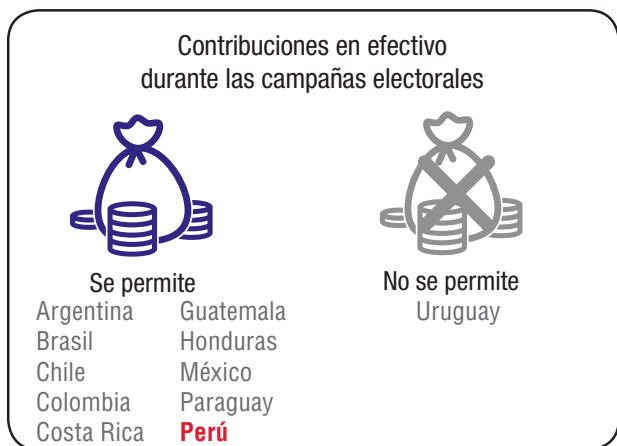 Contribuciones en efectivo
durante las campañas electorales
Se permite
Argentina
Brasil
Chile
Colombia
Costa Rica
Guatemala
Honduras
México
Paraguay
Perú
No se permite
Uruguay